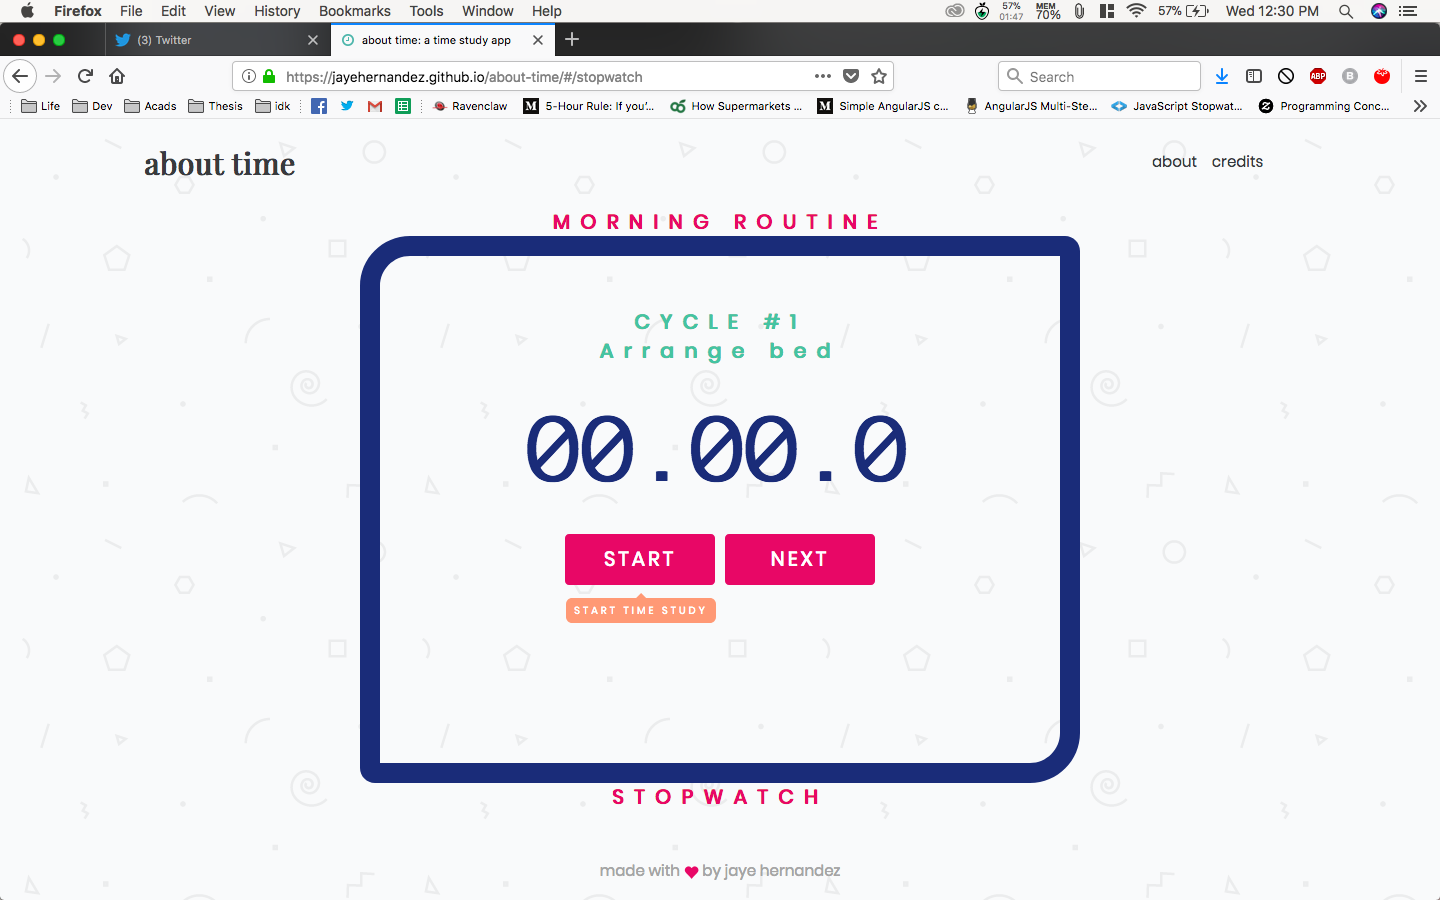 Firefox File Edit View History Bookmarks Tools Window Help 57% 01:47 MEM 70% 57% Wed 12:30 PM
(3) Twitter about time: a time study app
https://jayehernandez.github.io/about-time/#/stopwatch Search ABP B
Life Dev Acads Thesis idk Ravenclaw 5-Hour Rule: If you'... How Supermarkets ... Simple AngularJS c... AngularJS Multi-Ste... JavaScript Stopwat... Programming Conc...
about time about credits
MORNING ROUTINE
CYCLE #1
Arrange bed
00.00.0
START NEXT
START TIME STUDY
STOPWATCH
made with ♥ by jaye hernandez